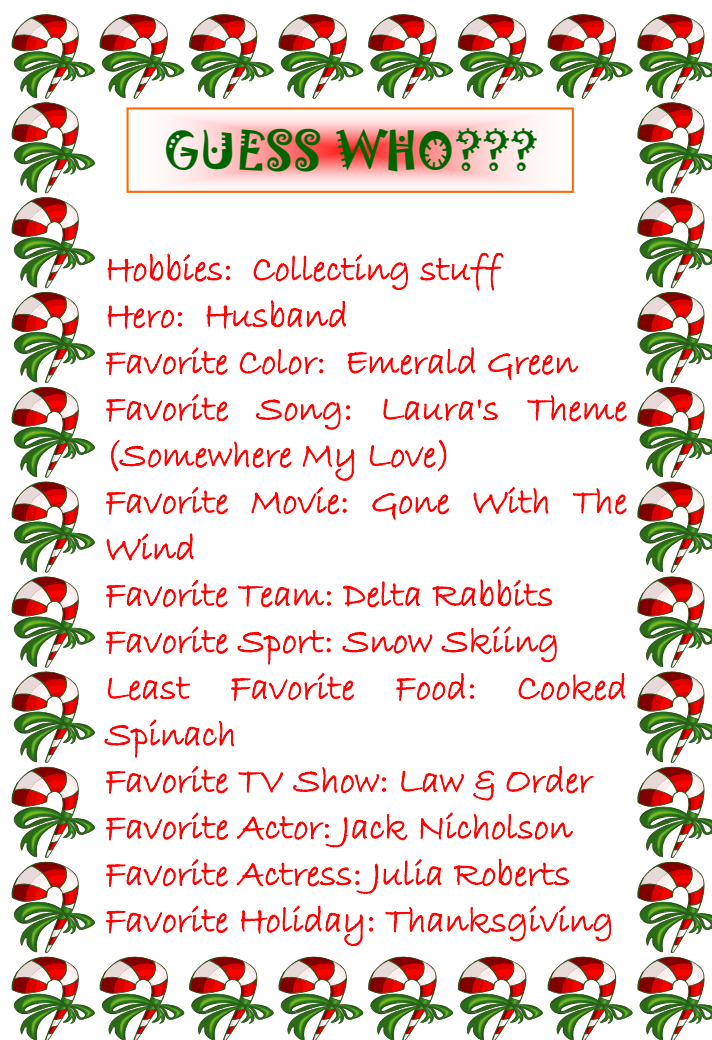 GUESS WHO???
Hobbies: Collecting stuff
Hero: Husband
Favorite Color: Emerald Green
Favorite Song: Laura's Theme
(Somewhere My Love)
Favorite Movie: Gone With The
Wind
Favorite Team: Delta Rabbits
Favorite Sport: Snow Skiing
Least Favorite Food: Cooked
Spinach
Favorite TV Show: Law & Order
Favorite Actor: Jack Nicholson
Favorite Actress: Julia Roberts
Favorite Holiday: Thanksgiving